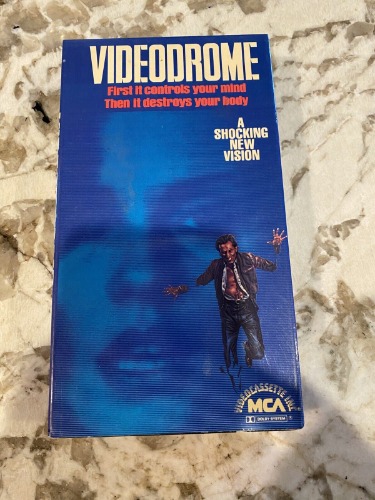 VIDEODROME
First it controls your mind
Then it destroys your body
A
SHOCKING
NEW
VISION
VIDEOCASSETTE INC.
MCA
DOLBY SYSTEM